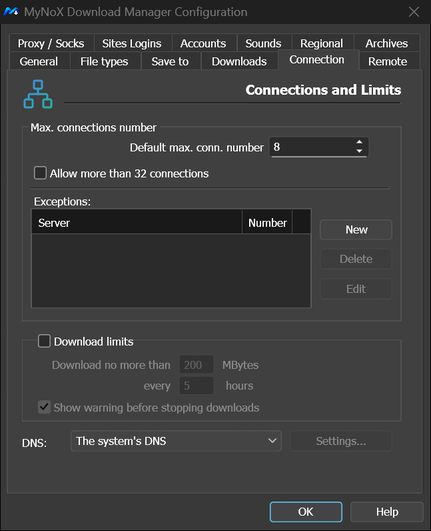 MyNoX Download Manager Configuration
Proxy / Socks Sites Logins Accounts Sounds Regional Archives
General File types Save to Downloads Connection Remote
Connections and Limits
Max. connections number
Default max. conn. number 8
Allow more than 32 connections
Exceptions:
Server Number
New
Delete
Edit
Download limits
Download no more than 200 MBytes
every 5 hours
Show warning before stopping downloads
DNS: The system's DNS Settings...
OK Help